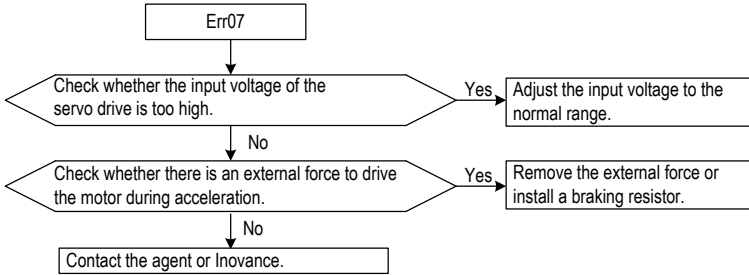 Err07
Check whether the input voltage of the
servo drive is too high.
Yes
Adjust the input voltage to the
normal range.
No
Check whether there is an external force to drive
the motor during acceleration.
Yes
Remove the external force or
install a braking resistor.
No
Contact the agent or Inovance.